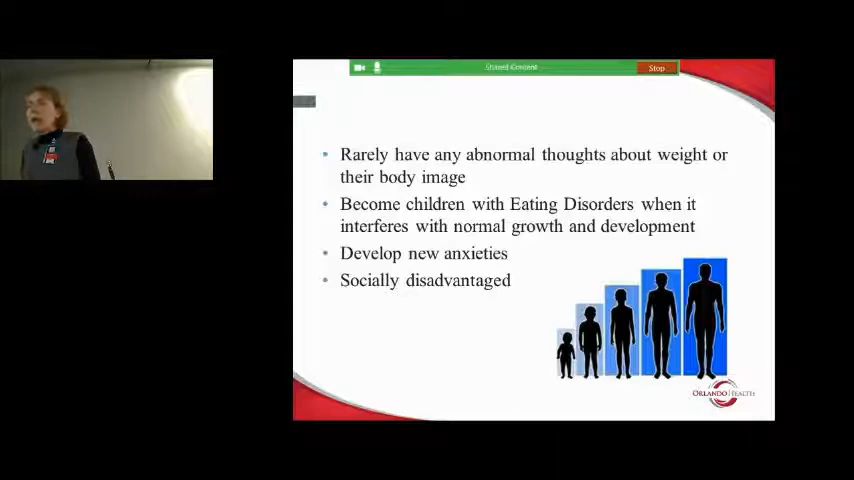 Shared Content
Stop
Rarely have any abnormal thoughts about weight or
their body image
Become children with Eating Disorders when it
interferes with normal growth and development
Develop new anxieties
Socially disadvantaged
ORLANDO HEALTH